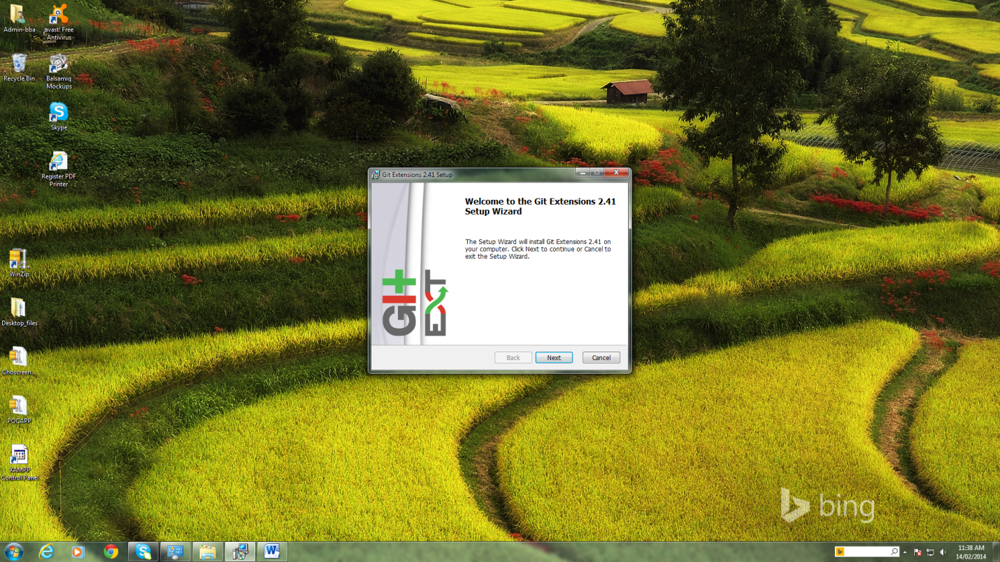 Admin-bba
avast! Free
Antivirus
Recycle Bin
Balsamiq
Mockups
Skype
Register PDF
Printer
WinZip
Desktop_files
Choscreen...
POCAPP
XAMPP
Control Panel
Git Extensions 2.41 Setup
Welcome to the Git Extensions 2.41
Setup Wizard
The Setup Wizard will install Git Extensions 2.41 on
your computer. Click Next to continue or Cancel to
exit the Setup Wizard.
GIT
EXT
Back
Next
Cancel
bing
11:38 AM
14/02/2014